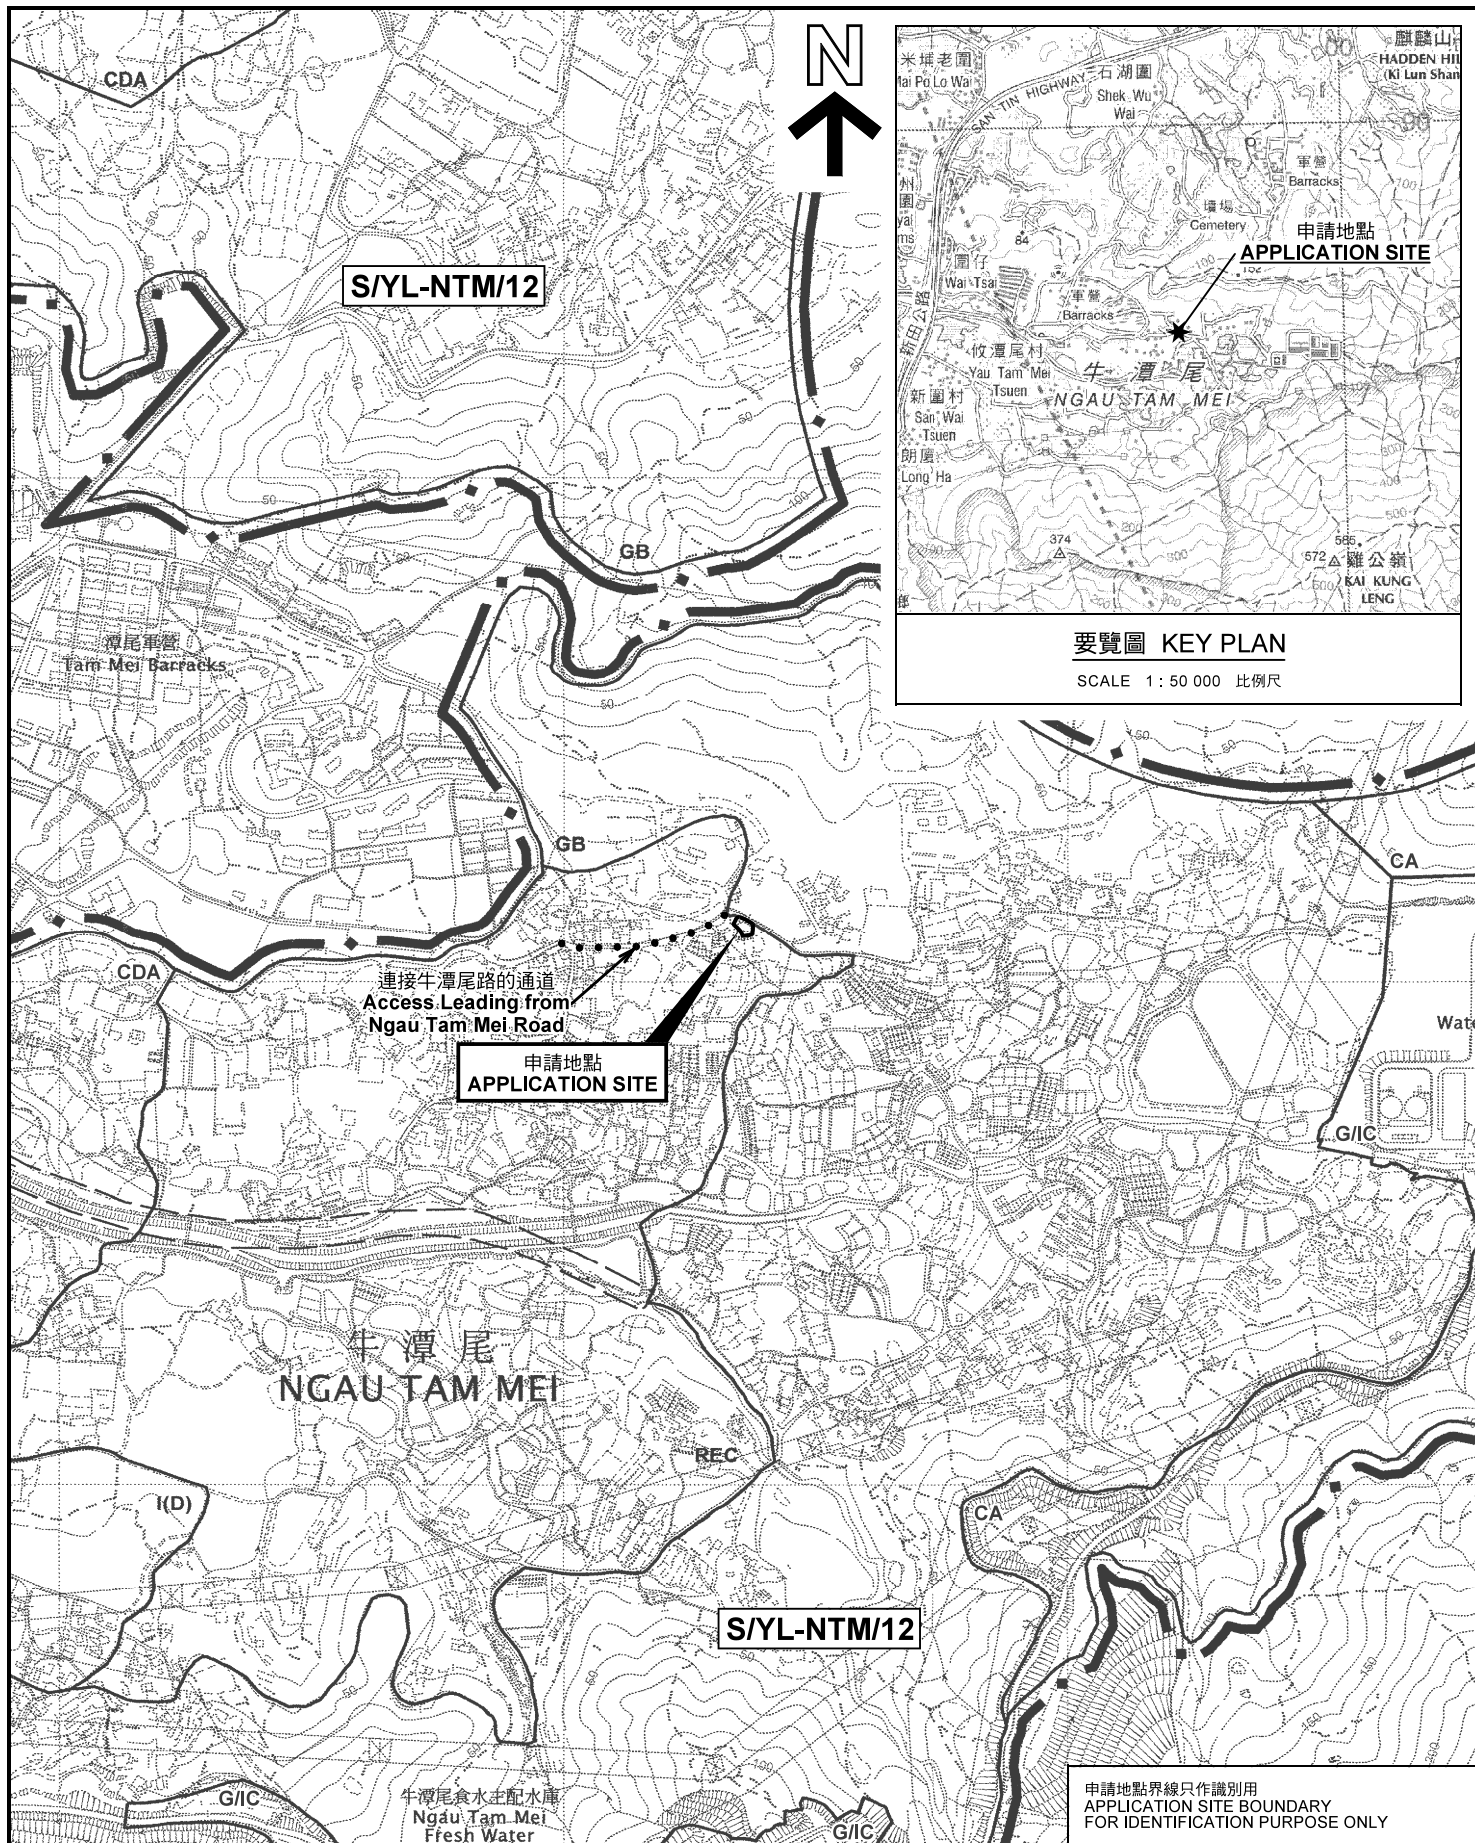 CDA
N
S/YL-NTM/12
米埔老圍
Mai Po Lo Wai
SAN TIN HIGHWAY
石湖圍
Shek Wu
Wai
麒麟山
HADDEN HILL
(Ki Lun Shan
90
軍營
Barracks
墳場
Cemetery
100
申請地點
APPLICATION SITE
84
圍仔
Wai Tsai
新田公路
軍營
Barracks
攸潭尾村
Yau Tam Mei
Tsuen
牛潭尾
NGAU TAM MEI
新圍村
San Wai
Tsuen
朗廈
Long Ha
374
585
572
雞公嶺
KAI KUNG
LENG
要覽圖 KEY PLAN
SCALE 1 : 50 000 比例尺
GB
潭尾軍營
Tam Mei Barracks
GB
CA
CDA
連接牛潭尾路的通道
Access Leading from
Ngau Tam Mei Road
申請地點
APPLICATION SITE
Wate
G/IC
牛潭尾
NGAU TAM MEI
REC
I(D)
CA
S/YL-NTM/12
G/IC
牛潭尾食水主配水庫
Ngau Tam Mei
Fresh Water
G/IC
申請地點界線只作識別用
APPLICATION SITE BOUNDARY
FOR IDENTIFICATION PURPOSE ONLY